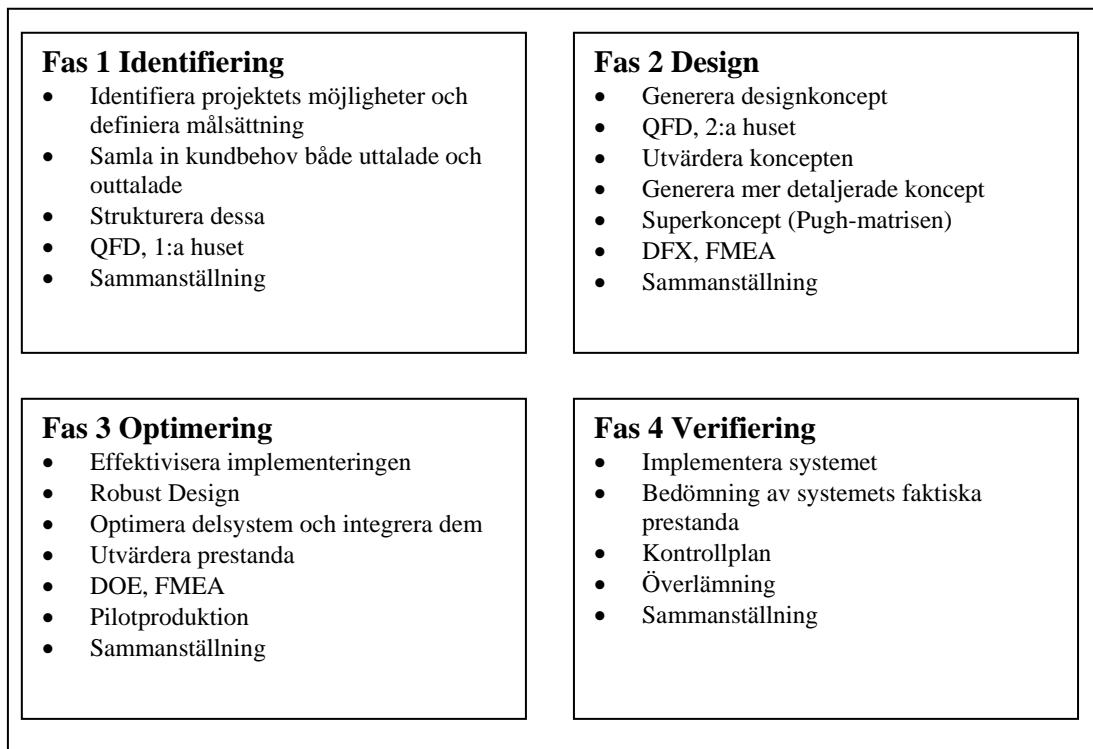 Fas 1 Identifiering
• Identifiera projektets möjligheter och
definiera målsättning
• Samla in kundbehov både uttalade och
outtalade
• Strukturera dessa
• QFD, 1:a huset
• Sammanställning
Fas 2 Design
• Generera designkoncept
• QFD, 2:a huset
• Utvärdera koncepten
• Generera mer detaljerade koncept
• Superkoncept (Pugh-matrisen)
• DFX, FMEA
• Sammanställning
Fas 3 Optimering
• Effektivisera implementeringen
• Robust Design
• Optimera delsystem och integrera dem
• Utvärdera prestanda
• DOE, FMEA
• Pilotproduktion
• Sammanställning
Fas 4 Verifiering
• Implementera systemet
• Bedömning av systemets faktiska
prestanda
• Kontrollplan
• Överlämning
• Sammanställning